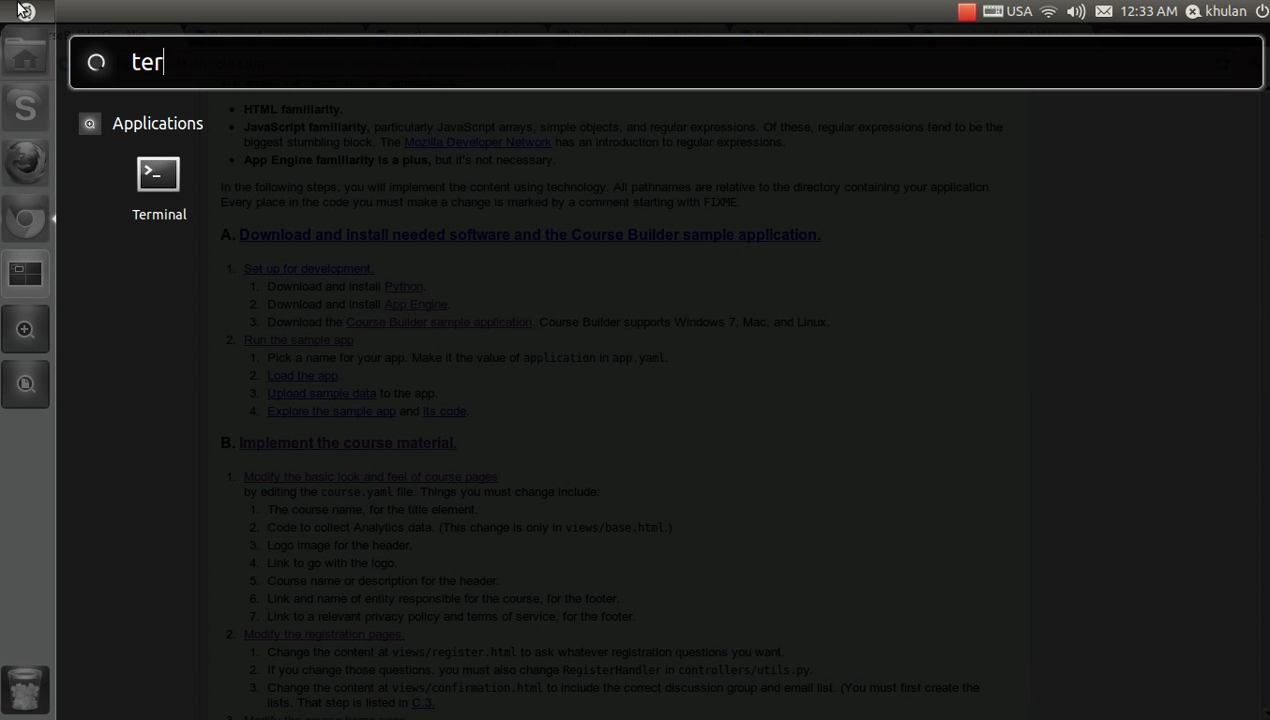 USA 12:33 AM khulan
ter
Applications
Terminal
• HTML familiarity.
• JavaScript familiarity, particularly JavaScript arrays, simple objects, and regular expressions. Of these, regular expressions tend to be the
biggest stumbling block. The Mozilla Developer Network has an introduction to regular expressions.
• App Engine familiarity is a plus, but it's not necessary.
In the following steps, you will implement the content using technology. All pathnames are relative to the directory containing your application.
Every place in the code you must make a change is marked by a comment starting with FIXME.
A. Download and install needed software and the Course Builder sample application.
1. Set up for development.
1. Download and install Python.
2. Download and install App Engine.
3. Download the Course Builder sample application. Course Builder supports Windows 7, Mac, and Linux.
2. Run the sample app
1. Pick a name for your app. Make it the value of application in app.yaml.
2. Load the app.
3. Upload sample data to the app.
4. Explore the sample app and its code.
B. Implement the course material.
1. Modify the basic look and feel of course pages
by editing the course.yaml file. Things you must change include:
1. The course name, for the title element.
2. Code to collect Analytics data. (This change is only in views/base.html.)
3. Logo image for the header.
4. Link to go with the logo.
5. Course name or description for the header.
6. Link and name of entity responsible for the course, for the footer.
7. Link to a relevant privacy policy and terms of service, for the footer.
2. Modify the registration pages.
1. Change the content at views/register.html to ask whatever registration questions you want.
2. If you change those questions, you must also change RegisterHandler in controllers/utils.py.
3. Change the content at views/confirmation.html to include the correct discussion group and email list. (You must first create the
lists. That step is listed in C.3.